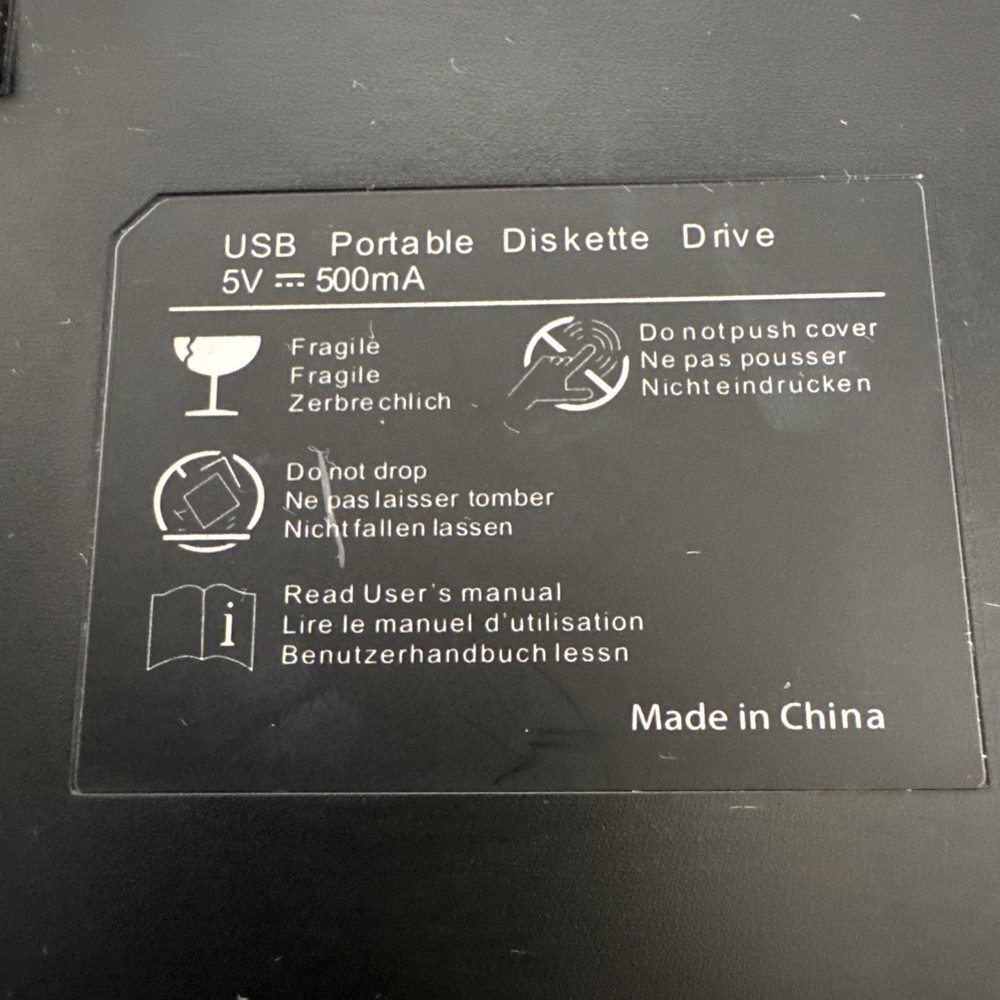 USB Portable Diskette Drive
5V ⎓ 500mA
Fragile
Fragile
Zerbrechlich
Do not push cover
Ne pas pousser
Nicht eindrucken
Do not drop
Ne pas laisser tomber
Nicht fallen lassen
i
Read User's manual
Lire le manuel d'utilisation
Benutzerhandbuch lessn
Made in China